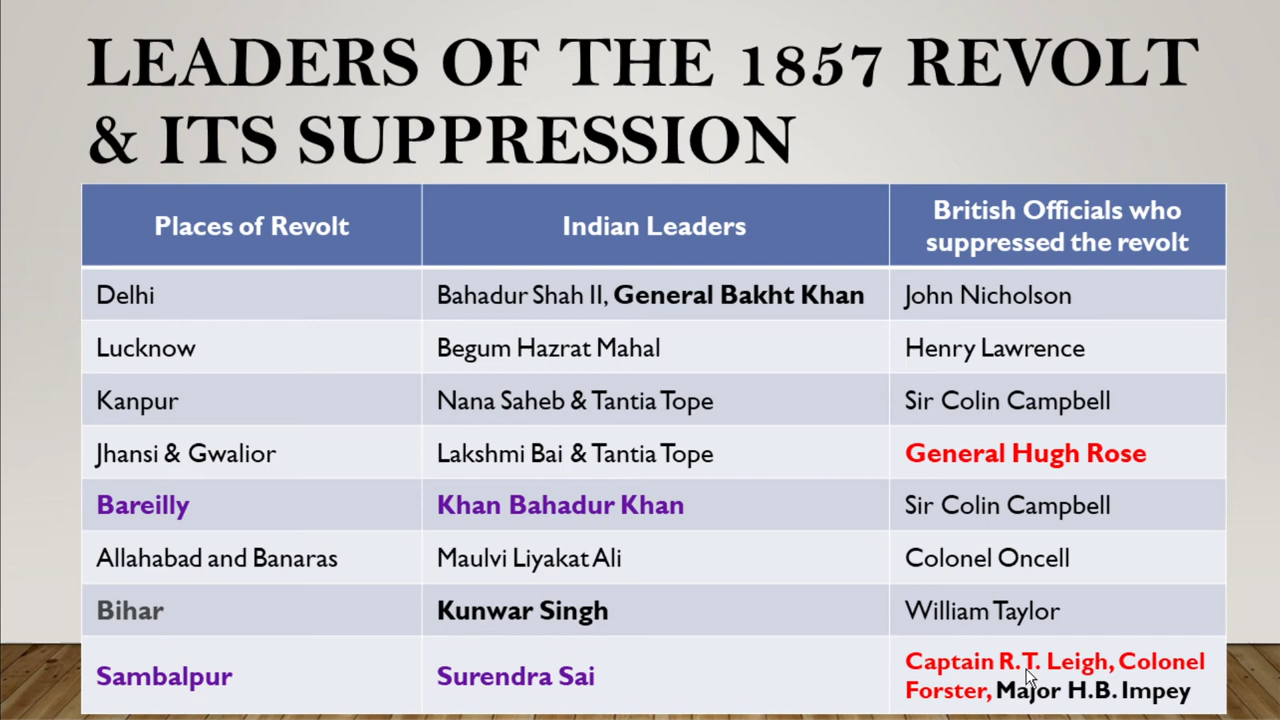 LEADERS OF THE 1857 REVOLT
& ITS SUPPRESSION
Places of Revolt
Indian Leaders
British Officials who
suppressed the revolt
Delhi
Bahadur Shah II, General Bakht Khan
John Nicholson
Lucknow
Begum Hazrat Mahal
Henry Lawrence
Kanpur
Nana Saheb & Tantia Tope
Sir Colin Campbell
Jhansi & Gwalior
Lakshmi Bai & Tantia Tope
General Hugh Rose
Bareilly
Khan Bahadur Khan
Sir Colin Campbell
Allahabad and Banaras
Maulvi Liyakat Ali
Colonel Oncell
Bihar
Kunwar Singh
William Taylor
Sambalpur
Surendra Sai
Captain R.T. Leigh, Colonel
Forster, Major H.B. Impey